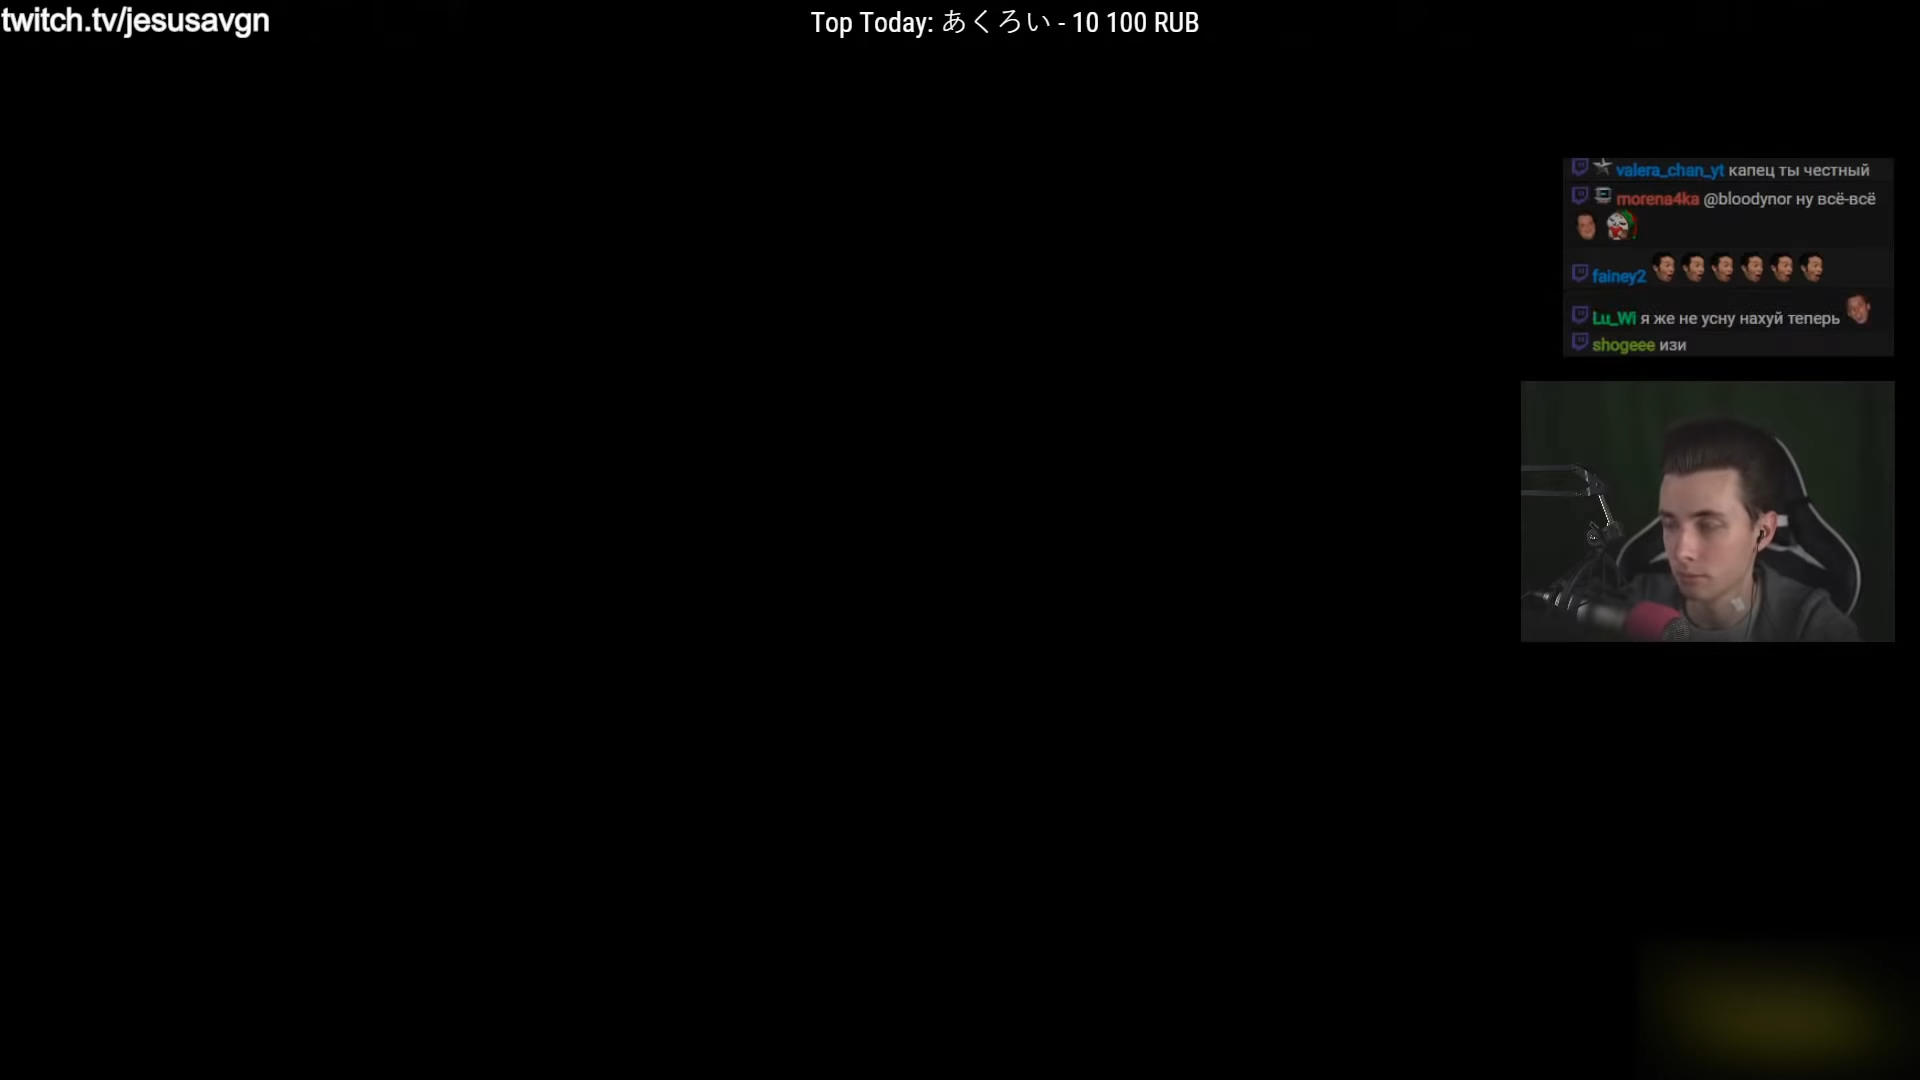 twitch.tv/jesusavgn
Top Today: あくろい - 10 100 RUB
valera_chan_yt капец ты честный
morena4ka @bloodynor ну всё-всё
fainey2
Lu_Wi я же не усну нахуй теперь
shogeee изи